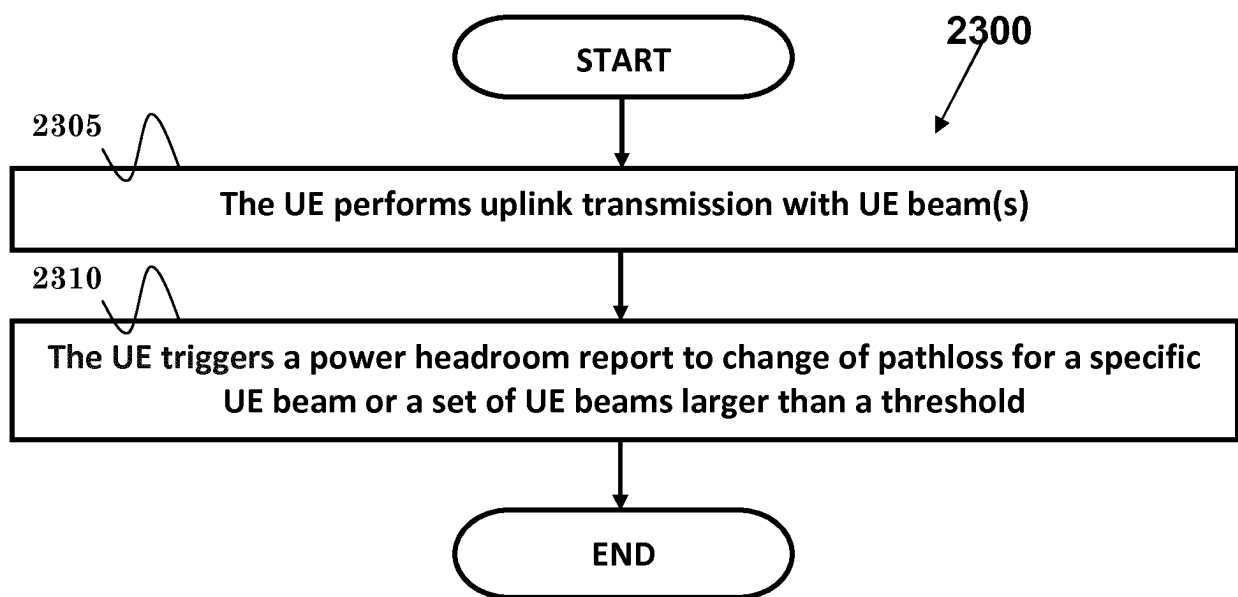 START
2300
2305
The UE performs uplink transmission with UE beam(s)
2310
The UE triggers a power headroom report to change of pathloss for a specific
UE beam or a set of UE beams larger than a threshold
END